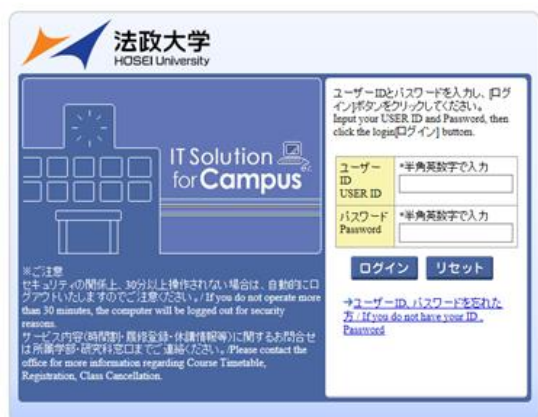 法政大学
HOSEI University
IT Solution
for Campus
※ご注意
セキュリティの関係上、30分以上操作されない場合は、自動的にロ
グアウトいたしますのでご注意ください。/ If you do not operate more
than 30 minutes, the computer will be logged out for security
reasons.
サービス内容(時間割・履修登録・休講情報等)に関するお問合せ
は所属学部・研究科窓口までご連絡ください。/Please contact the
office for more information regarding Course Timetable,
Registration, Class Cancellation.
ユーザーIDとパスワードを入力し、[ログ
イン]ボタンをクリックしてください。
Input your USER ID and Password, then
click the login[ログイン] buttom.
ユーザー
ID
USER ID
*半角英数字で入力
パスワード
Password
*半角英数字で入力
ログイン リセット
→ユーザーID、パスワードを忘れた
方 / If you do not have your ID ,
Password